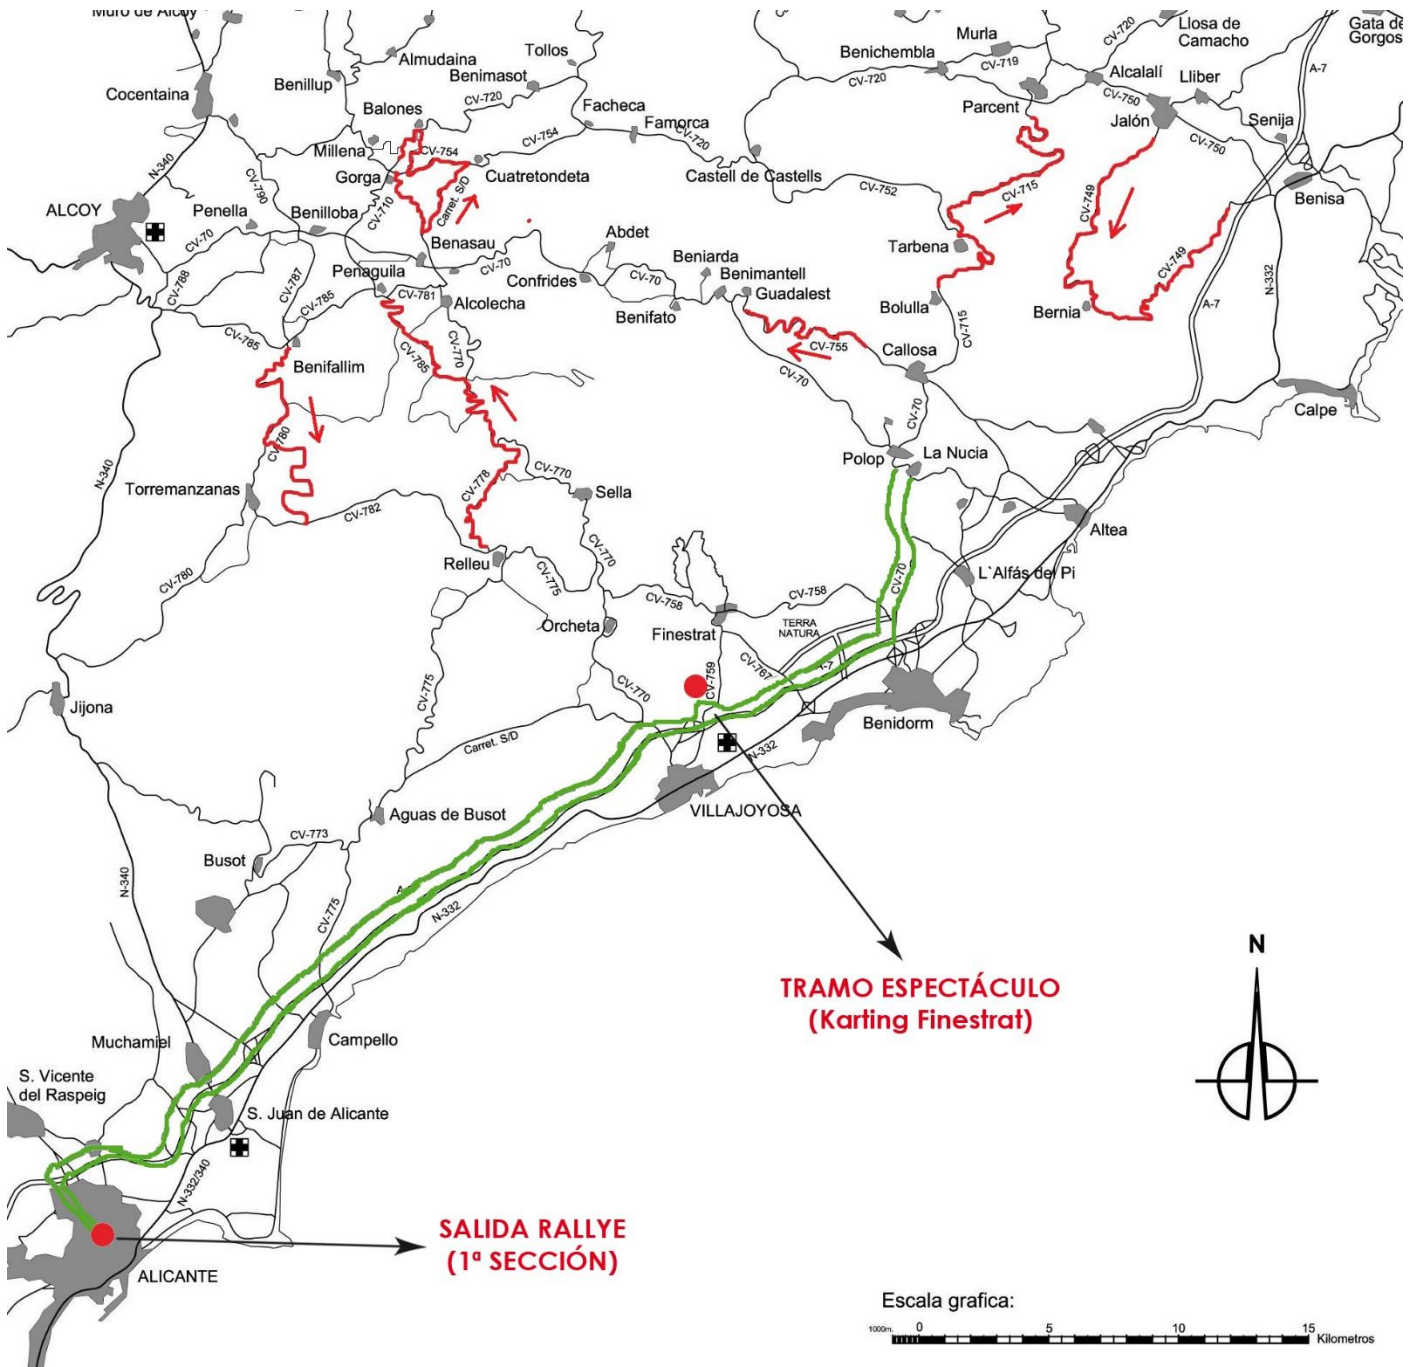 Muro de Alcoy
Almudaina
Tollos
Benimasot
Benillup
Cocentaina
Balones
CV-720
Facheca
Famorca
CV-720
Millena
CV-754
CV-754
Gorga
Cuatretondeta
Castell de Castells
N-340
CV-790
CV-710
Carret. S/D
ALCOY
Penella
Benilloba
CV-70
Benasau
CV-788
CV-787
Penaguila
CV-781
Alcolecha
CV-70
Confrides
Abdet
CV-70
Beniarda
Benimantell
Guadalest
Benifato
CV-785
CV-785
Benifallim
CV-785
CV-770
CV-755
CV-70
Murla
CV-719
Benichembla
CV-720
Parcent
CV-720
Llosa de
Camacho
Gata de
Gorgos
A-7
Alcalalí
Lliber
CV-750
Jalón
Senija
CV-750
CV-752
CV-715
CV-749
Benisa
Tarbena
CV-749
Bolulla
Bernia
CV-715
N-332
A-7
Callosa
Calpe
CV-70
Polop
La Nucia
CV-780
Torremanzanas
CV-782
CV-778
CV-770
Sella
N-340
Altea
Relleu
CV-770
CV-780
CV-775
CV-758
CV-758
CV-70
L`Alfás del Pi
Orcheta
Finestrat
TERRA
NATURA
CV-759
CV-767
A-7
CV-770
Jijona
CV-775
Benidorm
Carret. S/D
N-332
VILLAJOYOSA
Aguas de Busot
CV-773
Busot
N-340
CV-775
N-332
N
TRAMO ESPECTÁCULO
(Karting Finestrat)
Muchamiel
Campello
S. Vicente
del Raspeig
S. Juan de Alicante
N-332/340
SALIDA RALLYE
(1ª SECCIÓN)
ALICANTE
Escala grafica:
1000m. 0 5 10 15
Kilometros